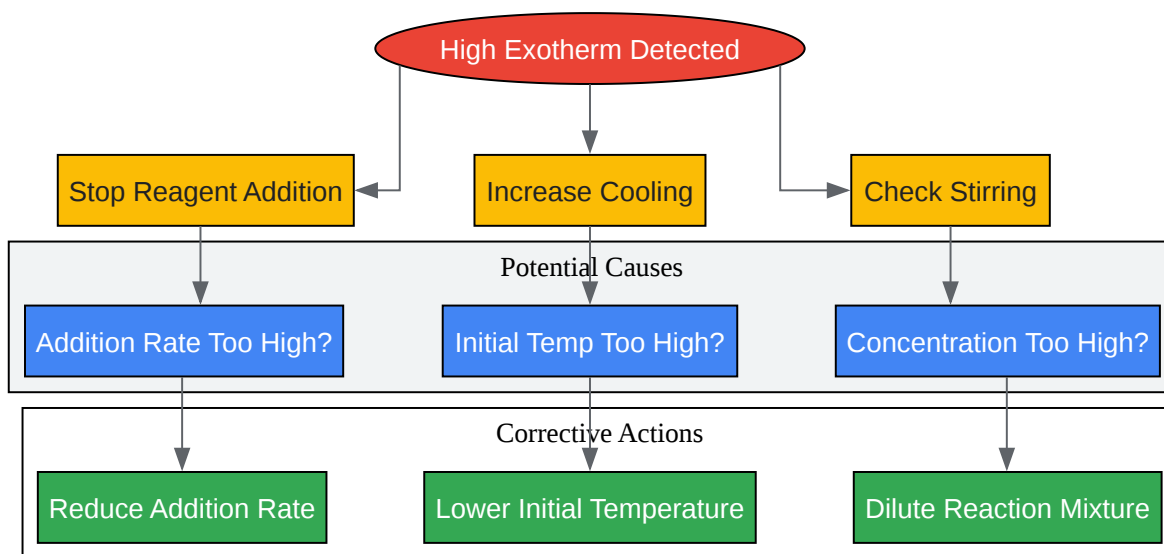 High Exotherm Detected
Stop Reagent Addition
Increase Cooling
Check Stirring
Potential Causes
Addition Rate Too High?
Initial Temp Too High?
Concentration Too High?
Corrective Actions
Reduce Addition Rate
Lower Initial Temperature
Dilute Reaction Mixture